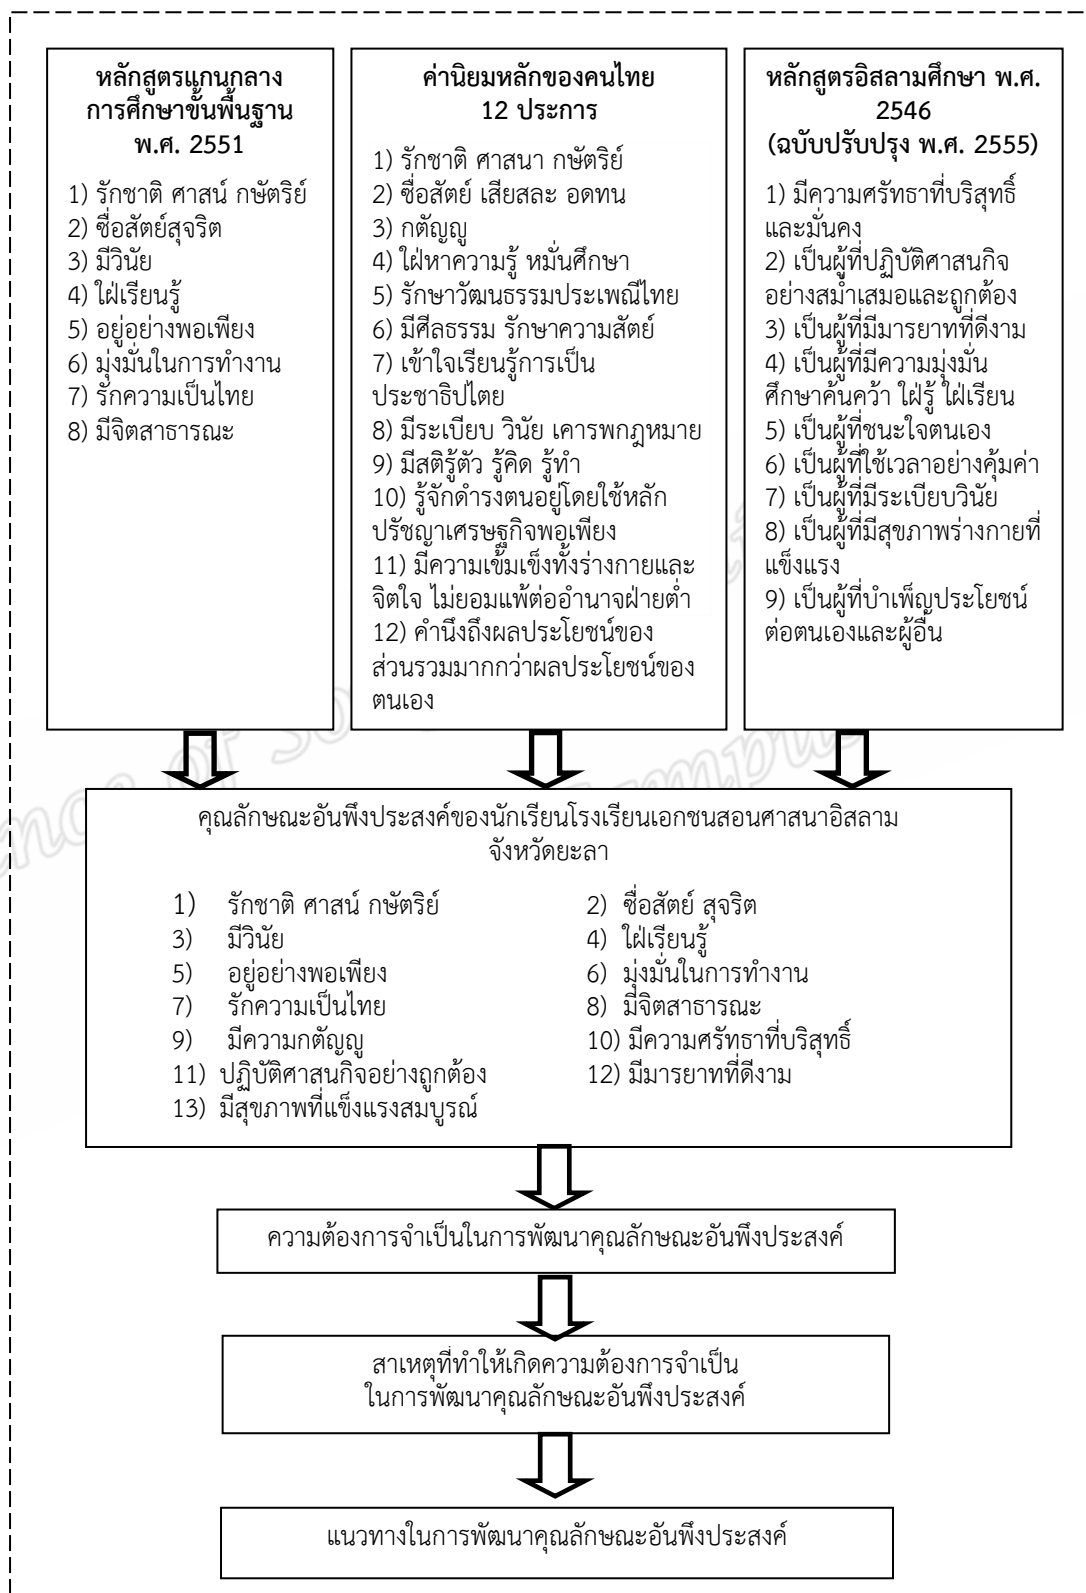 หลักสูตรแกนกลาง
การศึกษาขั้นพื้นฐาน
พ.ศ. 2551
1) รักชาติ ศาสน์ กษัตริย์
2) ซื่อสัตย์สุจริต
3) มีวินัย
4) ใฝ่เรียนรู้
5) อยู่อย่างพอเพียง
6) มุ่งมั่นในการทำงาน
7) รักความเป็นไทย
8) มีจิตสาธารณะ
ค่านิยมหลักของคนไทย
12 ประการ
1) รักชาติ ศาสนา กษัตริย์
2) ซื่อสัตย์ เสียสละ อดทน
3) กตัญญู
4) ใฝ่หาความรู้ หมั่นศึกษา
5) รักษาวัฒนธรรมประเพณีไทย
6) มีศีลธรรม รักษาความสัตย์
7) เข้าใจเรียนรู้การเป็น
ประชาธิปไตย
8) มีระเบียบ วินัย เคารพกฎหมาย
9) มีสติรู้ตัว รู้คิด รู้ทำ
10) รู้จักดำรงตนอยู่โดยใช้หลัก
ปรัชญาเศรษฐกิจพอเพียง
11) มีความเข้มเข็งทั้งร่างกายและ
จิตใจ ไม่ยอมแพ้ต่ออำนาจฝ่ายต่ำ
12) คำนึงถึงผลประโยชน์ของ
ส่วนรวมมากกว่าผลประโยชน์ของ
ตนเอง
หลักสูตรอิสลามศึกษา พ.ศ.
2546
(ฉบับปรับปรุง พ.ศ. 2555)
1) มีความศรัทธาที่บริสุทธิ์
และมั่นคง
2) เป็นผู้ที่ปฏิบัติศาสนกิจ
อย่างสม่ำเสมอและถูกต้อง
3) เป็นผู้ที่มีมารยาทที่ดีงาม
4) เป็นผู้ที่มีความมุ่งมั่น
ศึกษาค้นคว้า ใฝ่รู้ ใฝ่เรียน
5) เป็นผู้ที่ชนะใจตนเอง
6) เป็นผู้ที่ใช้เวลาอย่างคุ้มค่า
7) เป็นผู้ที่มีระเบียบวินัย
8) เป็นผู้ที่มีสุขภาพร่างกายที่
แข็งแรง
9) เป็นผู้ที่บำเพ็ญประโยชน์
ต่อตนเองและผู้อื่น
คุณลักษณะอันพึงประสงค์ของนักเรียนโรงเรียนเอกชนสอนศาสนาอิสลาม
จังหวัดยะลา
1) รักชาติ ศาสน์ กษัตริย์ 2) ซื่อสัตย์ สุจริต
3) มีวินัย 4) ใฝ่เรียนรู้
5) อยู่อย่างพอเพียง 6) มุ่งมั่นในการทำงาน
7) รักความเป็นไทย 8) มีจิตสาธารณะ
9) มีความกตัญญู 10) มีความศรัทธาที่บริสุทธิ์
11) ปฏิบัติศาสนกิจอย่างถูกต้อง 12) มีมารยาทที่ดีงาม
13) มีสุขภาพที่แข็งแรงสมบูรณ์
ความต้องการจำเป็นในการพัฒนาคุณลักษณะอันพึงประสงค์
สาเหตุที่ทำให้เกิดความต้องการจำเป็น
ในการพัฒนาคุณลักษณะอันพึงประสงค์
แนวทางในการพัฒนาคุณลักษณะอันพึงประสงค์